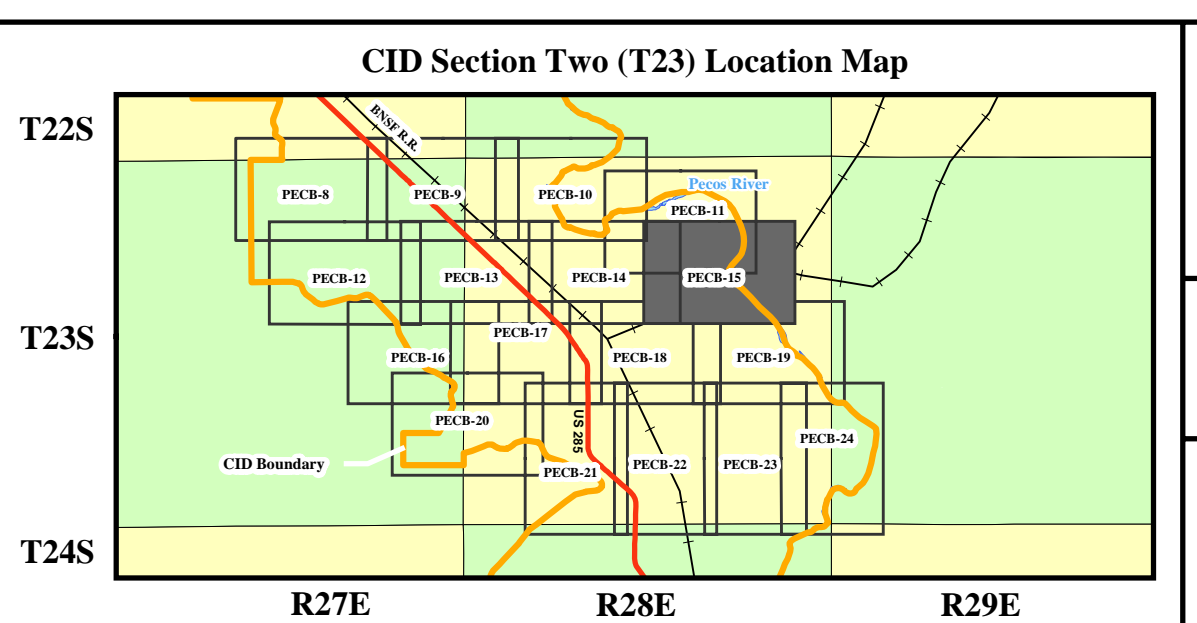 CID Section Two (T23) Location Map
T22S
BNSF R.R.
PECB-8
PECB-9
PECB-10
Pecos River
PECB-11
PECB-12
PECB-13
PECB-14
PECB-15
T23S
PECB-17
PECB-16
PECB-18
PECB-19
PECB-20
US 285
PECB-24
CID Boundary
PECB-21
PECB-22
PECB-23
T24S
R27E
R28E
R29E